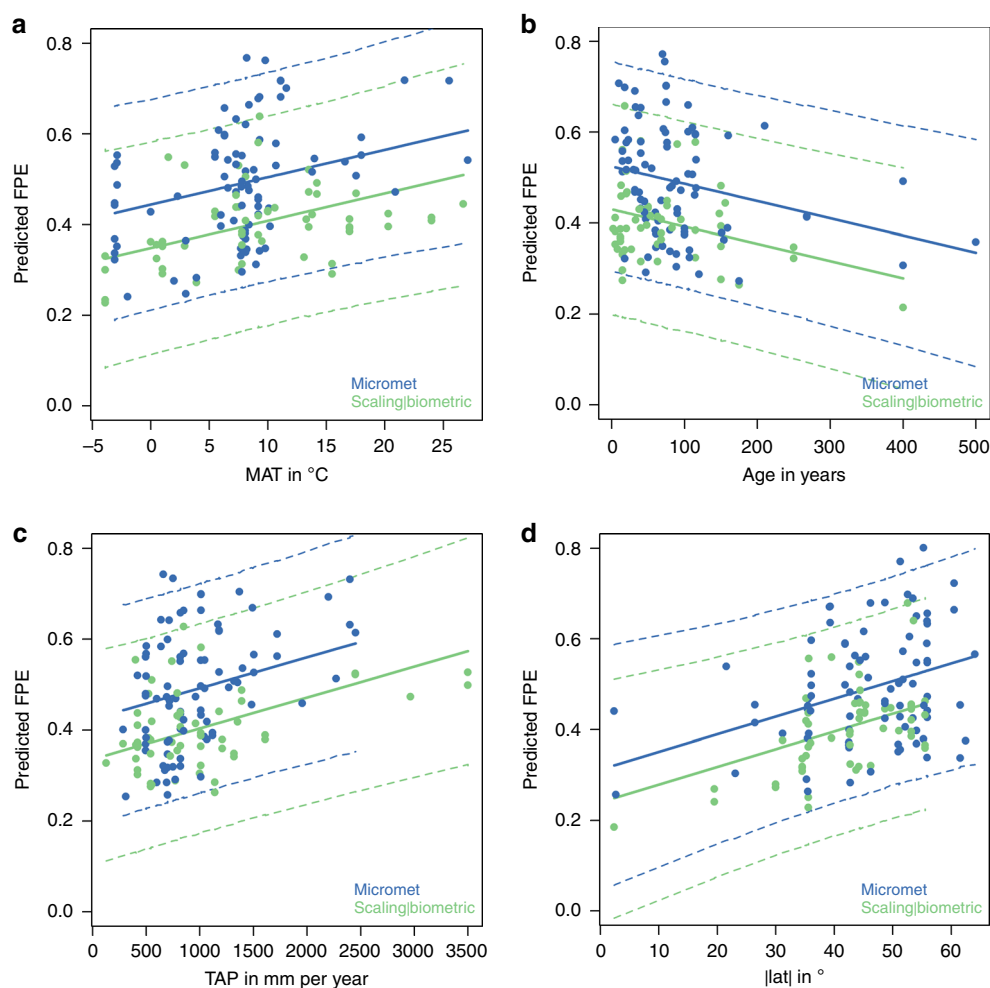 a
0.8
0.6
0.4
0.2
0.0
Predicted FPE
Micromet
Scaling|biometric
−5 0 5 10 15 20 25
MAT in °C
b
0.8
0.6
0.4
0.2
0.0
Predicted FPE
Micromet
Scaling|biometric
0 100 200 300 400 500
Age in years
c
0.8
0.6
0.4
0.2
0.0
Predicted FPE
Micromet
Scaling|biometric
0 500 1000 1500 2000 2500 3000 3500
TAP in mm per year
d
0.8
0.6
0.4
0.2
0.0
Predicted FPE
Micromet
Scaling|biometric
0 10 20 30 40 50 60
|lat| in °